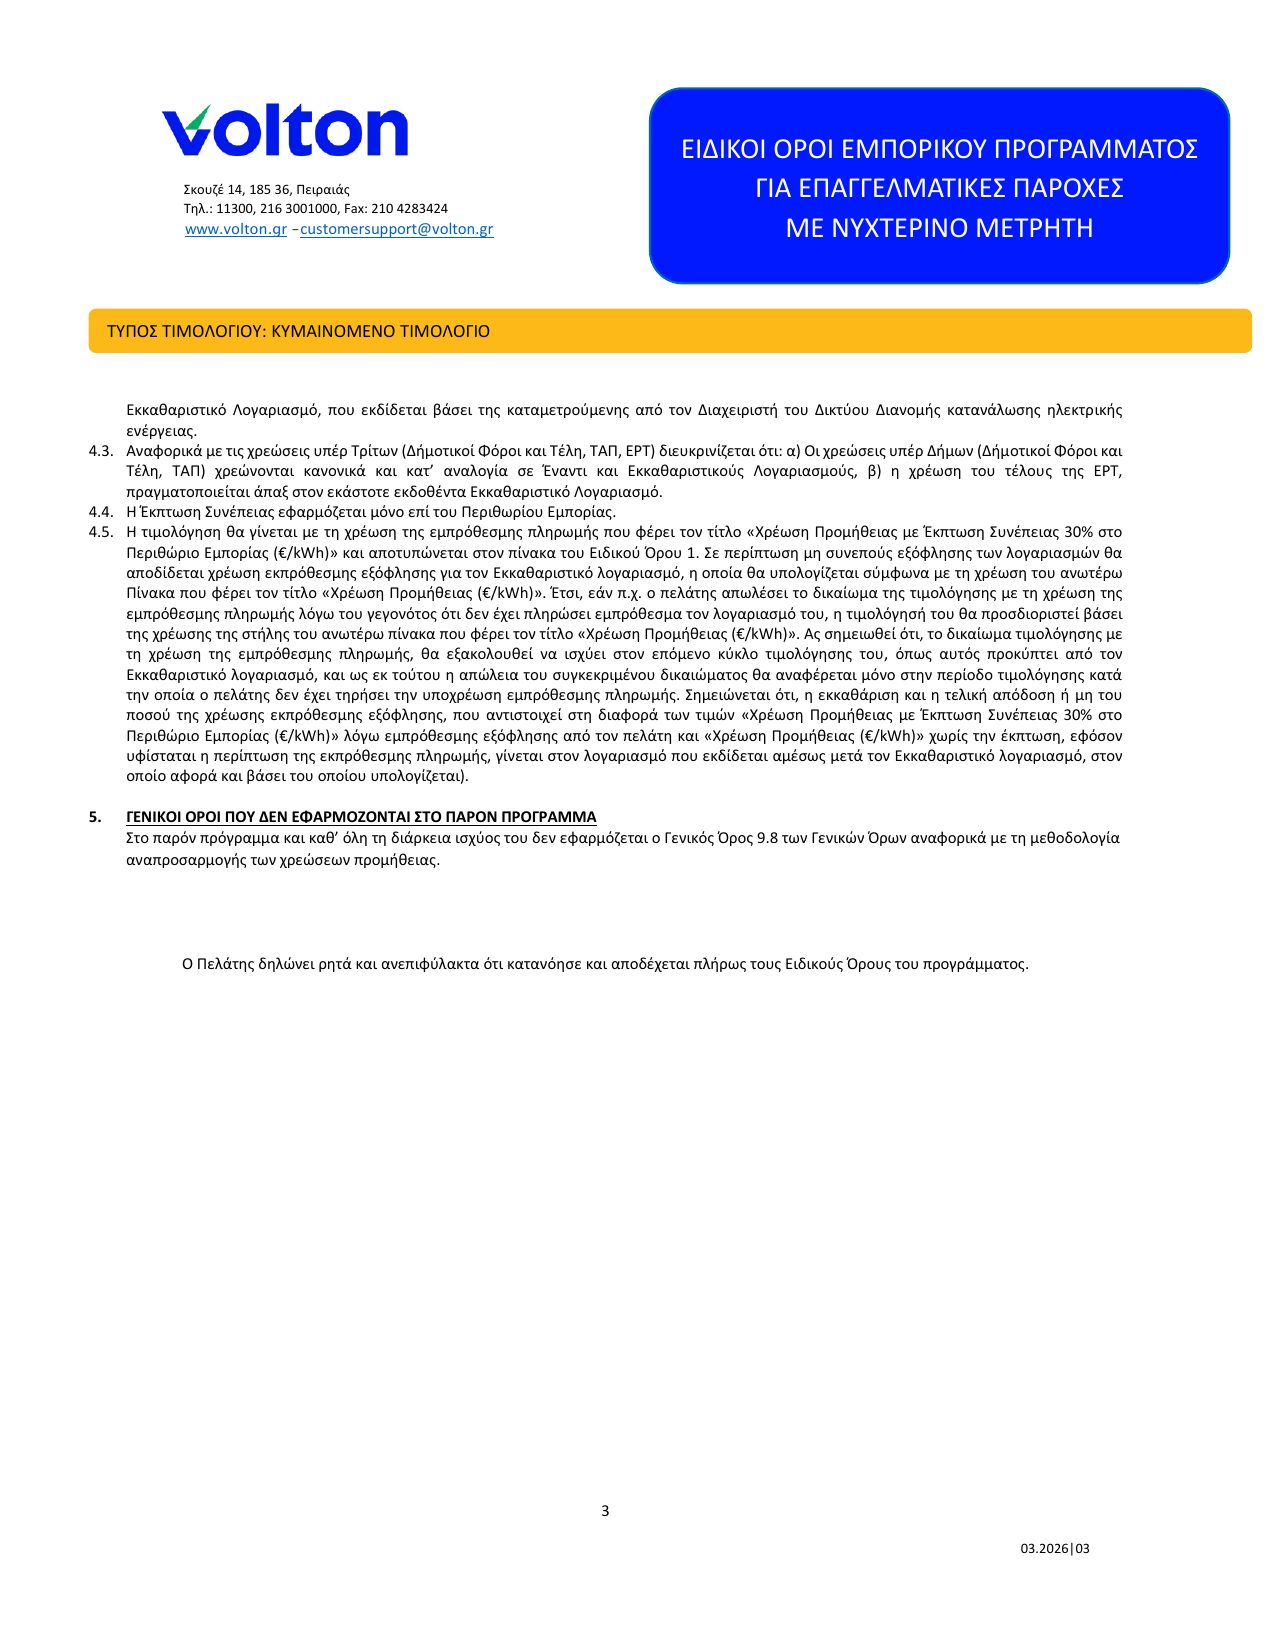 volton
ΕΙΔΙΚΟΙ ΟΡΟΙ ΕΜΠΟΡΙΚΟΥ ΠΡΟΓΡΑΜΜΑΤΟΣ
ΓΙΑ ΕΠΑΓΓΕΛΜΑΤΙΚΕΣ ΠΑΡΟΧΕΣ
ΜΕ ΝΥΧΤΕΡΙΝΟ ΜΕΤΡΗΤΗ
Σκουζέ 14, 185 36, Πειραιάς
Τηλ.: 11300, 216 3001000, Fax: 210 4283424
www.volton.gr –customersupport@volton.gr
ΤΥΠΟΣ ΤΙΜΟΛΟΓΙΟΥ: ΚΥΜΑΙΝΟΜΕΝΟ ΤΙΜΟΛΟΓΙΟ
Εκκαθαριστικό Λογαριασμό, που εκδίδεται βάσει της καταμετρούμενης από τον Διαχειριστή του Δικτύου Διανομής κατανάλωσης ηλεκτρικής
ενέργειας.
4.3. Αναφορικά με τις χρεώσεις υπέρ Τρίτων (Δήμοτικοί Φόροι και Τέλη, ΤΑΠ, ΕΡΤ) διευκρινίζεται ότι: α) Οι χρεώσεις υπέρ Δήμων (Δήμοτικοί Φόροι και
Τέλη, ΤΑΠ) χρεώνονται κανονικά και κατ’ αναλογία σε Έναντι και Εκκαθαριστικούς Λογαριασμούς, β) η χρέωση του τέλους της ΕΡΤ,
πραγματοποιείται άπαξ στον εκάστοτε εκδοθέντα Εκκαθαριστικό Λογαριασμό.
4.4. Η Έκπτωση Συνέπειας εφαρμόζεται μόνο επί του Περιθωρίου Εμπορίας.
4.5. Η τιμολόγηση θα γίνεται με τη χρέωση της εμπρόθεσμης πληρωμής που φέρει τον τίτλο «Χρέωση Προμήθειας με Έκπτωση Συνέπειας 30% στο
Περιθώριο Εμπορίας (€/kWh)» και αποτυπώνεται στον πίνακα του Ειδικού Όρου 1. Σε περίπτωση μη συνεπούς εξόφλησης των λογαριασμών θα
αποδίδεται χρέωση εκπρόθεσμης εξόφλησης για τον Εκκαθαριστικό λογαριασμό, η οποία θα υπολογίζεται σύμφωνα με τη χρέωση του ανωτέρω
Πίνακα που φέρει τον τίτλο «Χρέωση Προμήθειας (€/kWh)». Έτσι, εάν π.χ. ο πελάτης απωλέσει το δικαίωμα της τιμολόγησης με τη χρέωση της
εμπρόθεσμης πληρωμής λόγω του γεγονότος ότι δεν έχει πληρώσει εμπρόθεσμα τον λογαριασμό του, η τιμολόγησή του θα προσδιοριστεί βάσει
της χρέωσης της στήλης του ανωτέρω πίνακα που φέρει τον τίτλο «Χρέωση Προμήθειας (€/kWh)». Ας σημειωθεί ότι, το δικαίωμα τιμολόγησης με
τη χρέωση της εμπρόθεσμης πληρωμής, θα εξακολουθεί να ισχύει στον επόμενο κύκλο τιμολόγησης του, όπως αυτός προκύπτει από τον
Εκκαθαριστικό λογαριασμό, και ως εκ τούτου η απώλεια του συγκεκριμένου δικαιώματος θα αναφέρεται μόνο στην περίοδο τιμολόγησης κατά
την οποία ο πελάτης δεν έχει τηρήσει την υποχρέωση εμπρόθεσμης πληρωμής. Σημειώνεται ότι, η εκκαθάριση και η τελική απόδοση ή μη του
ποσού της χρέωσης εκπρόθεσμης εξόφλησης, που αντιστοιχεί στη διαφορά των τιμών «Χρέωση Προμήθειας με Έκπτωση Συνέπειας 30% στο
Περιθώριο Εμπορίας (€/kWh)» λόγω εμπρόθεσμης εξόφλησης από τον πελάτη και «Χρέωση Προμήθειας (€/kWh)» χωρίς την έκπτωση, εφόσον
υφίσταται η περίπτωση της εκπρόθεσμης πληρωμής, γίνεται στον λογαριασμό που εκδίδεται αμέσως μετά τον Εκκαθαριστικό λογαριασμό, στον
οποίο αφορά και βάσει του οποίου υπολογίζεται).
5. ΓΕΝΙΚΟΙ ΟΡΟΙ ΠΟΥ ΔΕΝ ΕΦΑΡΜΟΖΟΝΤΑΙ ΣΤΟ ΠΑΡΟΝ ΠΡΟΓΡΑΜΜΑ
Στο παρόν πρόγραμμα και καθ’ όλη τη διάρκεια ισχύος του δεν εφαρμόζεται ο Γενικός Όρος 9.8 των Γενικών Όρων αναφορικά με τη μεθοδολογία
αναπροσαρμογής των χρεώσεων προμήθειας.
Ο Πελάτης δηλώνει ρητά και ανεπιφύλακτα ότι κατανόησε και αποδέχεται πλήρως τους Ειδικούς Όρους του προγράμματος.
3
03.2026|03